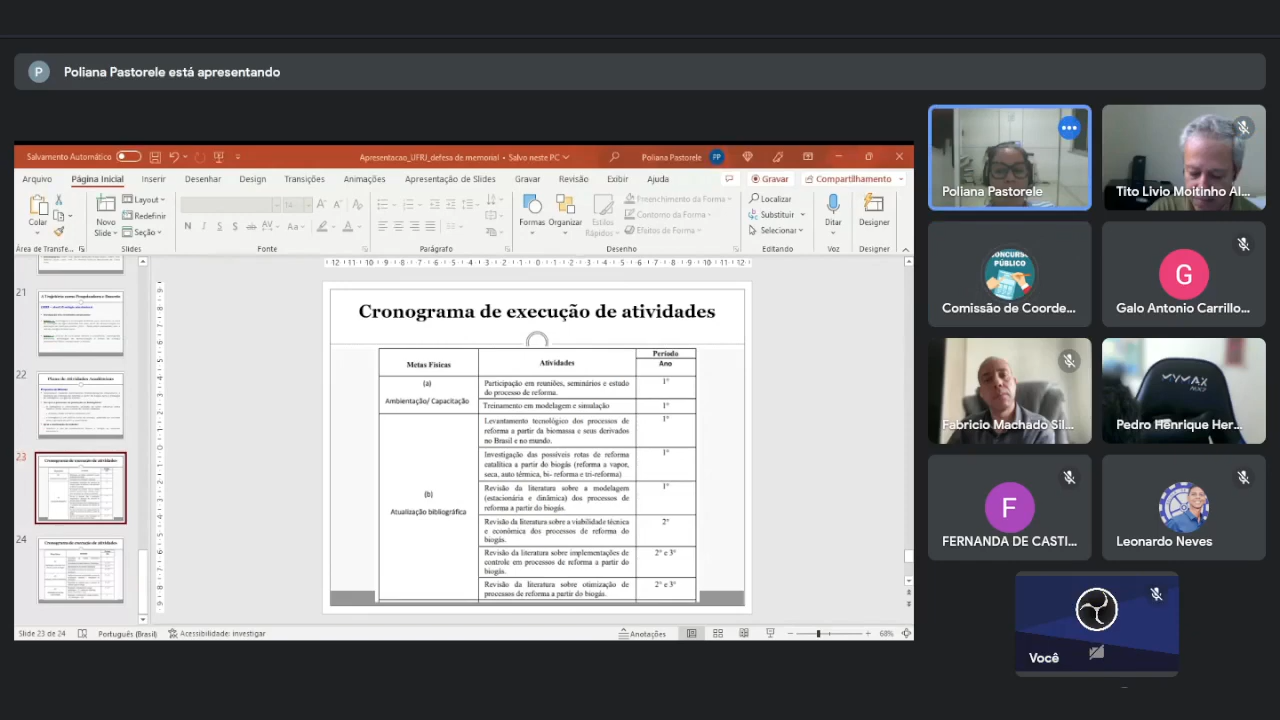 P
Poliana Pastorele está apresentando
Salvamento Automático
Apresentacao_UFRJ_defesa de memorial • Salvo neste PC
Poliana Pastorele
PP
Arquivo
Página Inicial
Inserir
Desenhar
Design
Transições
Animações
Apresentação de Slides
Gravar
Revisão
Exibir
Ajuda
Gravar
Compartilhamento
Colar
Novo
Slide
Layout
Redefinir
Seção
N
I
S
Aa
Formas
Organizar
Estilos
Rápidos
Preenchimento da Forma
Contorno da Forma
Efeitos de Forma
Localizar
Substituir
Selecionar
Ditar
Designer
Área de Transfe...
Slides
Fonte
Parágrafo
Desenho
Editando
Voz
Designer
21
22
23
24
Cronograma de execução de atividades
Metas Físicas
Atividades
Período
Ano
(a)
Ambientação/ Capacitação
Participação em reuniões, seminários e estudo
do processo de reforma.
1º
Treinamento em modelagem e simulação
1º
(b)
Atualização bibliográfica
Levantamento tecnológico dos processos de
reforma a partir da biomassa e seus derivados
no Brasil e no mundo.
1º
Investigação das possíveis rotas de reforma
catalítica a partir do biogás (reforma a vapor,
seca, auto térmica, bi- reforma e tri-reforma)
1º
Revisão da literatura sobre a modelagem
(estacionária e dinâmica) dos processos de
reforma a partir do biogás.
1º
Revisão da literatura sobre a viabilidade técnica
e econômica dos processos de reforma do
biogás.
2º
Revisão da literatura sobre implementações de
controle em processos de reforma a partir do
biogás.
2º e 3º
Revisão da literatura sobre otimização de
processos de reforma a partir do biogás.
2º e 3º
Slide 23 de 24
Português (Brasil)
Acessibilidade: investigar
Anotações
68%
Poliana Pastorele
Tito Lívio Moitinho Al...
CONCURSO
PÚBLICO
Comissão de Coorde...
G
Galo Antonio Carrillo...
Fabrício Machado Sil...
Pedro Henrique Her...
F
FERNANDA DE CASTI...
Leonardo Neves
Você